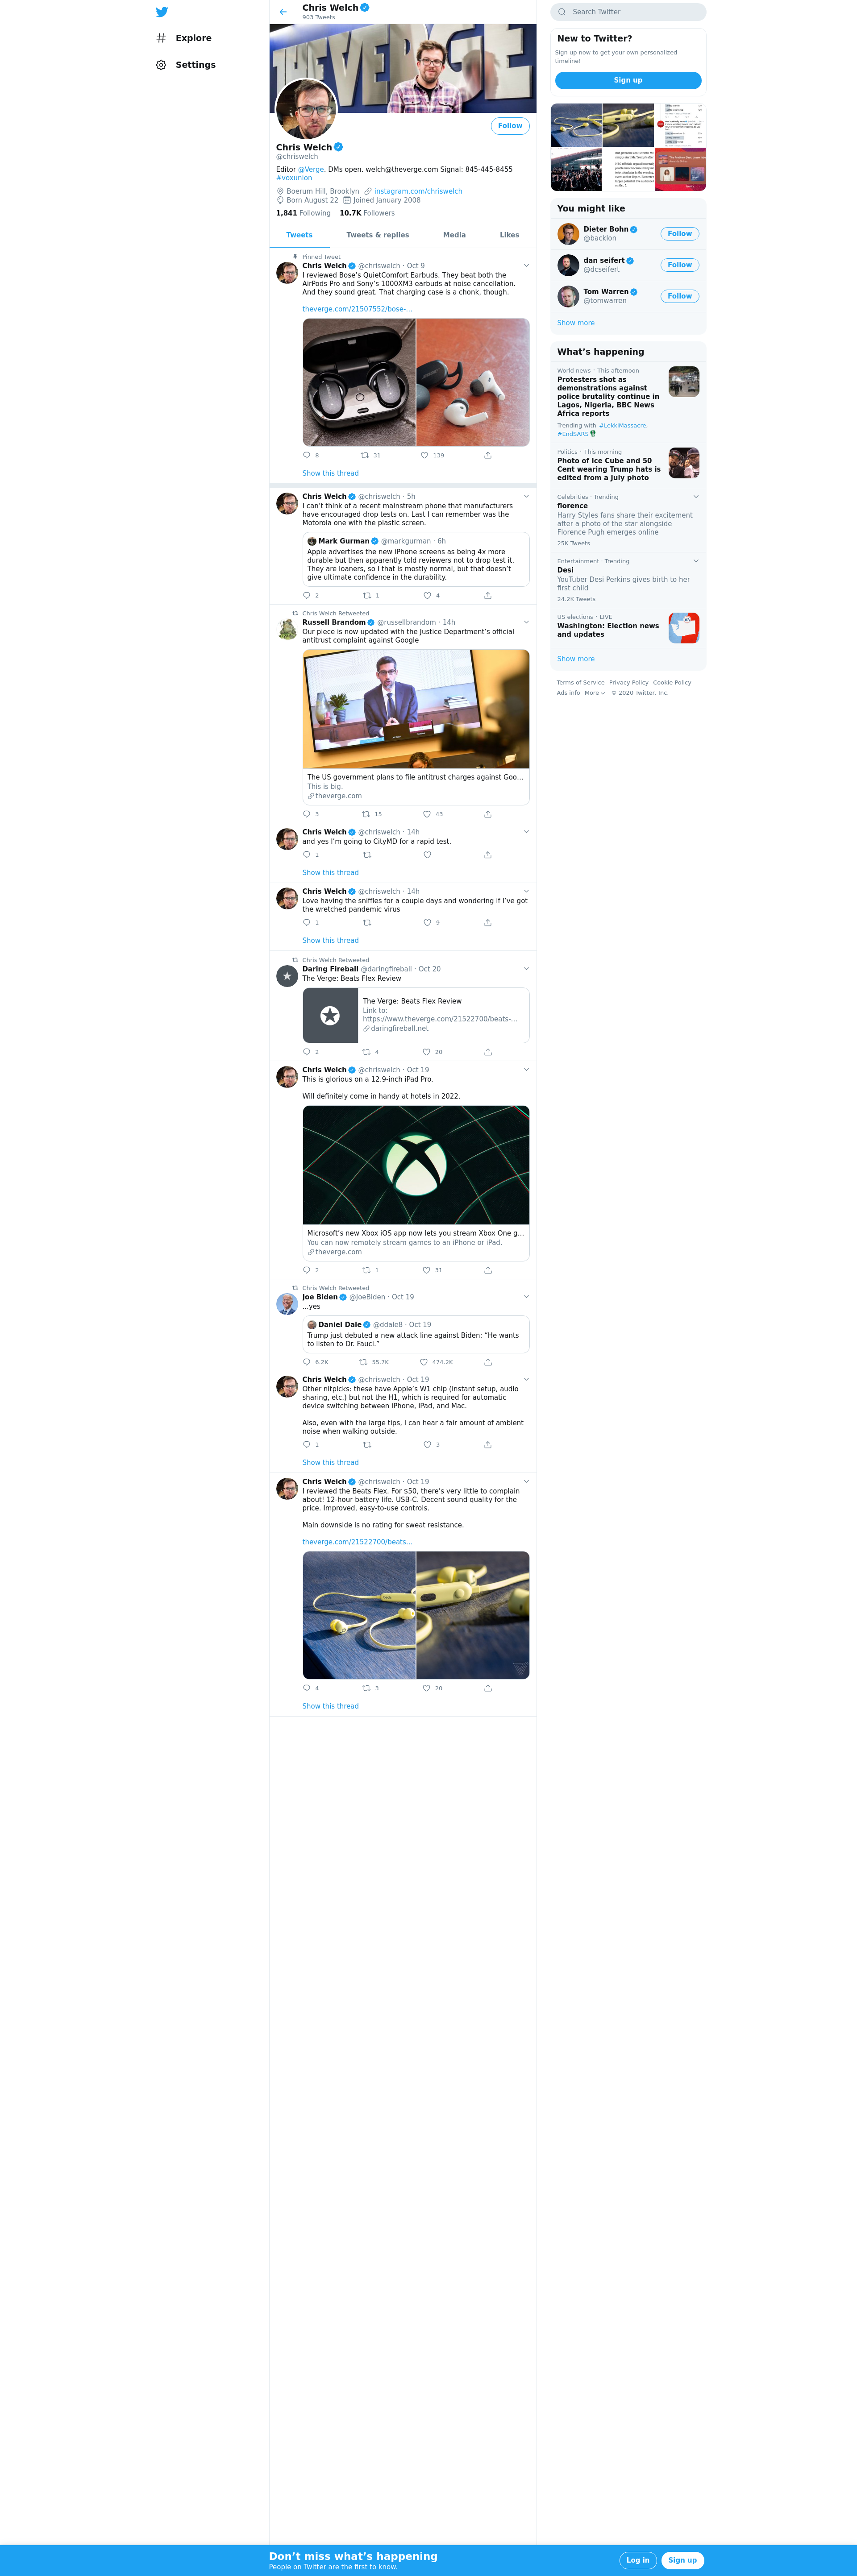 Explore
Settings
Chris Welch
903 Tweets
Follow
Chris Welch
@chriswelch
Editor @Verge. DMs open. welch@theverge.com Signal: 845-445-8455
#voxunion
Boerum Hill, Brooklyn instagram.com/chriswelch
Born August 22 Joined January 2008
1,841 Following 10.7K Followers
Tweets Tweets & replies Media Likes
Pinned Tweet
Chris Welch @chriswelch · Oct 9
I reviewed Bose’s QuietComfort Earbuds. They beat both the
AirPods Pro and Sony’s 1000XM3 earbuds at noise cancellation.
And they sound great. That charging case is a chonk, though.
theverge.com/21507552/bose-...
8 31 139
Show this thread
Chris Welch @chriswelch · 5h
I can’t think of a recent mainstream phone that manufacturers
have encouraged drop tests on. Last I can remember was the
Motorola one with the plastic screen.
Mark Gurman @markgurman · 6h
Apple advertises the new iPhone screens as being 4x more
durable but then apparently told reviewers not to drop test it.
They are loaners, so I think that is mostly normal, but that doesn’t
give ultimate confidence in the durability.
2 1 4
Chris Welch Retweeted
Russell Brandom @russellbrandom · 14h
Our piece is now updated with the Justice Department’s official
antitrust complaint against Google
The US government plans to file antitrust charges against Goo...
This is big.
theverge.com
3 15 43
Chris Welch @chriswelch · 14h
and yes I’m going to CityMD for a rapid test.
1
Show this thread
Chris Welch @chriswelch · 14h
Love having the sniffles for a couple days and wondering if I’ve got
the wretched pandemic virus
1 9
Show this thread
Chris Welch Retweeted
Daring Fireball @daringfireball · Oct 20
The Verge: Beats Flex Review
The Verge: Beats Flex Review
Link to:
https://www.theverge.com/21522700/beats-...
daringfireball.net
2 4 20
Chris Welch @chriswelch · Oct 19
This is glorious on a 12.9-inch iPad Pro.
Will definitely come in handy at hotels in 2022.
Microsoft’s new Xbox iOS app now lets you stream Xbox One g...
You can now remotely stream games to an iPhone or iPad.
theverge.com
2 1 31
Chris Welch Retweeted
Joe Biden @JoeBiden · Oct 19
...yes
Daniel Dale @ddale8 · Oct 19
Trump just debuted a new attack line against Biden: “He wants
to listen to Dr. Fauci.”
6.2K 55.7K 474.2K
Chris Welch @chriswelch · Oct 19
Other nitpicks: these have Apple’s W1 chip (instant setup, audio
sharing, etc.) but not the H1, which is required for automatic
device switching between iPhone, iPad, and Mac.
Also, even with the large tips, I can hear a fair amount of ambient
noise when walking outside.
1 3
Show this thread
Chris Welch @chriswelch · Oct 19
I reviewed the Beats Flex. For $50, there’s very little to complain
about! 12-hour battery life. USB-C. Decent sound quality for the
price. Improved, easy-to-use controls.
Main downside is no rating for sweat resistance.
theverge.com/21522700/beats...
4 3 20
Show this thread
Search Twitter
New to Twitter?
Sign up now to get your own personalized
timeline!
Sign up
You might like
Dieter Bohn
@backlon
Follow
dan seifert
@dcseifert
Follow
Tom Warren
@tomwarren
Follow
Show more
What’s happening
World news · This afternoon
Protesters shot as
demonstrations against
police brutality continue in
Lagos, Nigeria, BBC News
Africa reports
Trending with #LekkiMassacre,
#EndSARS
Politics · This morning
Photo of Ice Cube and 50
Cent wearing Trump hats is
edited from a July photo
Celebrities · Trending
florence
Harry Styles fans share their excitement
after a photo of the star alongside
Florence Pugh emerges online
25K Tweets
Entertainment · Trending
Desi
YouTuber Desi Perkins gives birth to her
first child
24.2K Tweets
US elections · LIVE
Washington: Election news
and updates
Show more
Terms of Service Privacy Policy Cookie Policy
Ads info More © 2020 Twitter, Inc.
Don’t miss what’s happening
People on Twitter are the first to know.
Log in Sign up